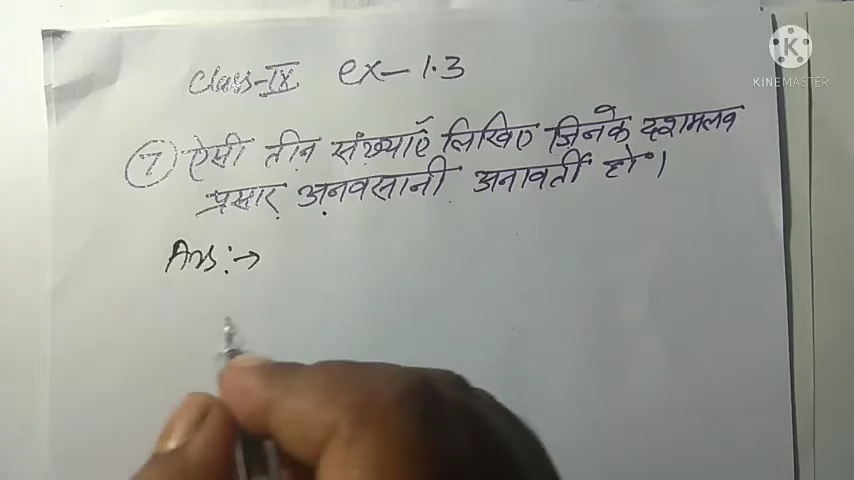 Class-IX ex-1.3
7 ऐसी तीन संख्याएँ लिखिए जिनके दशमलव
प्रसार अनवसानी अनावर्ती हों।
Ans:→
K
KINEMASTER